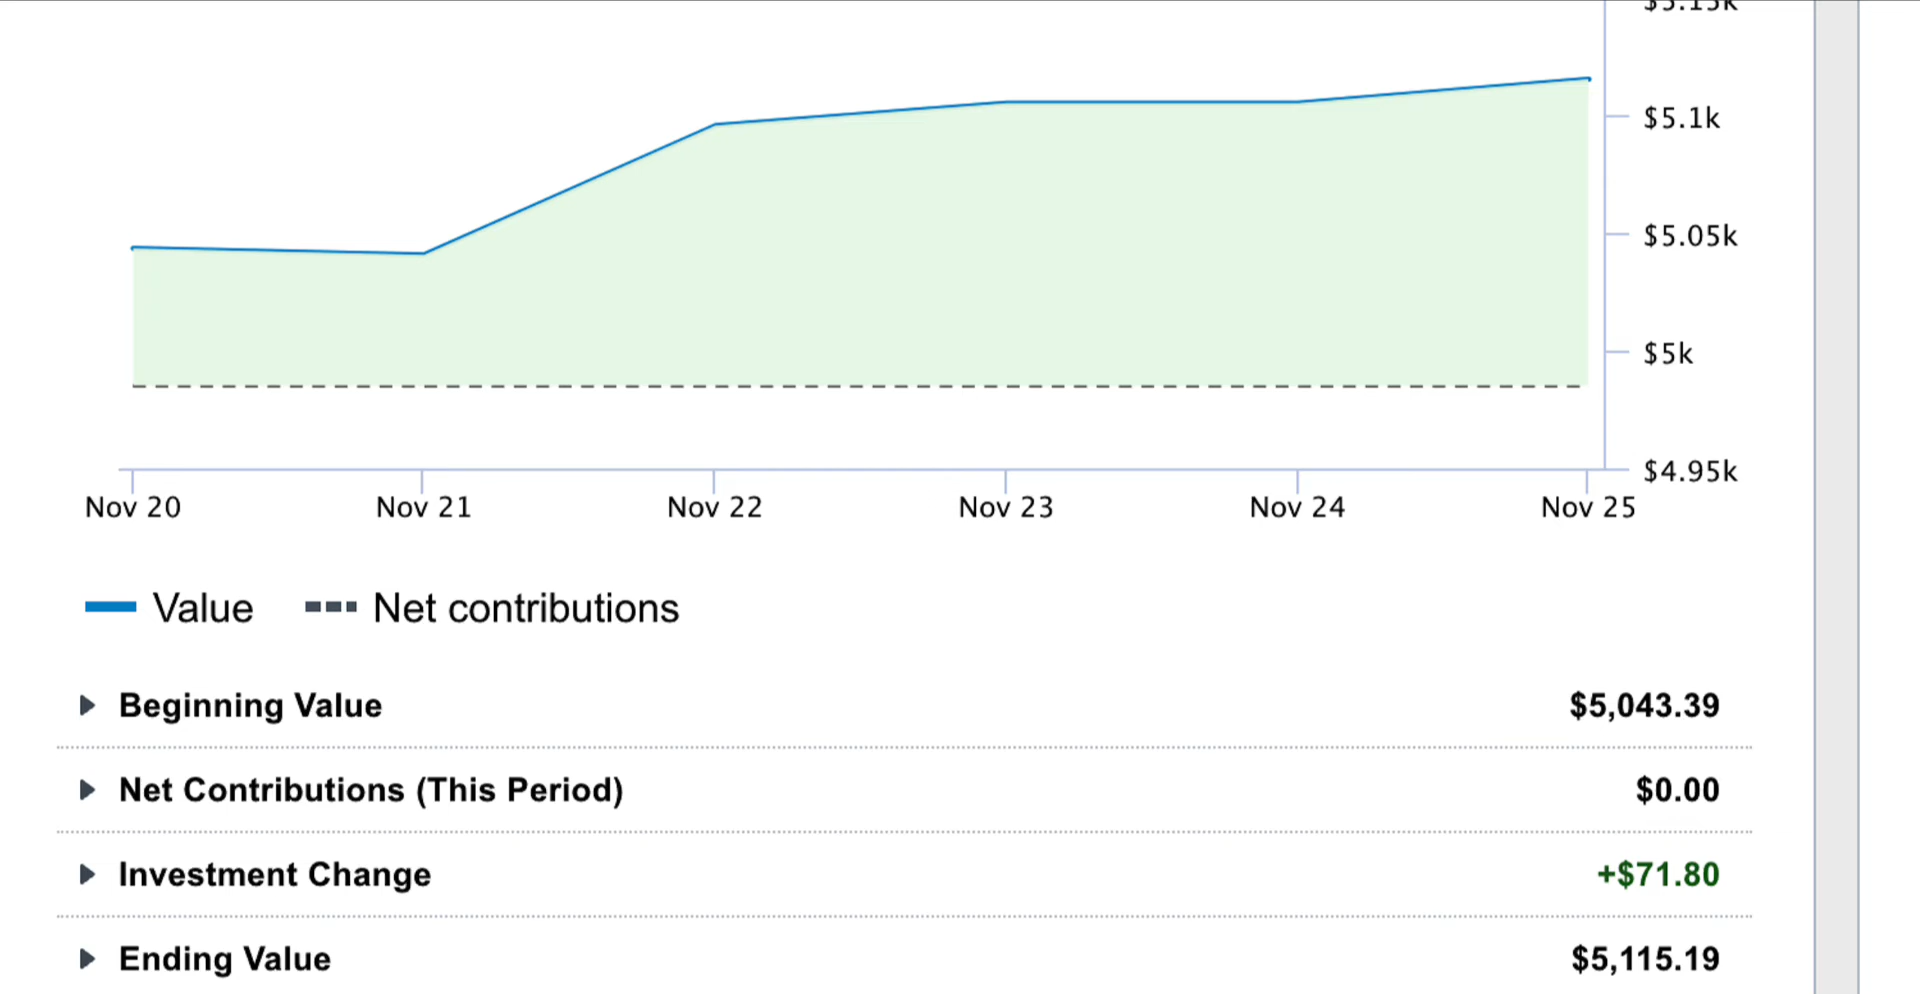 $5.15k
$5.1k
$5.05k
$5k
$4.95k
Nov 20 Nov 21 Nov 22 Nov 23 Nov 24 Nov 25
Value Net contributions
Beginning Value $5,043.39
Net Contributions (This Period) $0.00
Investment Change +$71.80
Ending Value $5,115.19